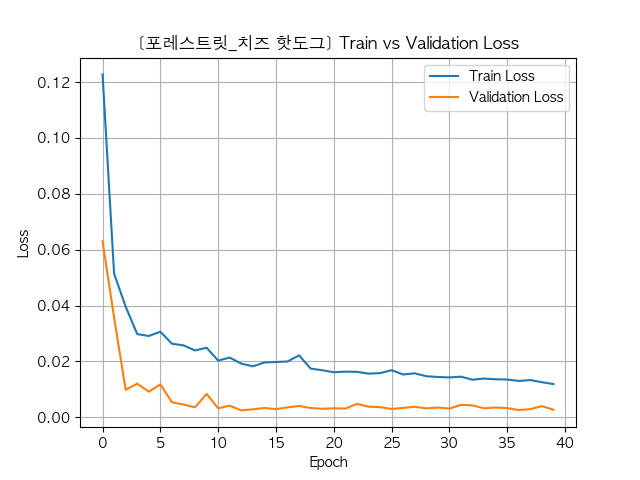 [포레스트릿_치즈 핫도그] Train vs Validation Loss
Train Loss
Validation Loss
0.12
0.10
0.08
0.06
0.04
0.02
0.00
Loss
0 5 10 15 20 25 30 35 40
Epoch